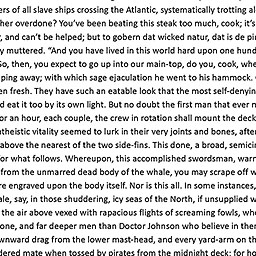 ers of all slave ships crossing the Atlantic, systematically trotting al
her overdone? You've been beating this steak too much, cook; it's
, and can't be helped; but to gobern dat wicked natur, dat is de pi
y muttered. "And you have lived in this world hard upon one hund
So, then, you expect to go up into our main-top, do you, cook, whe
ping away; with which sage ejaculation he went to his hammock.
en fresh. They have such an eatable look that the most self-denyin
d eat it too by its own light. But no doubt the first man that ever m
or an hour, each couple, the crew in rotation shall mount the deck
ntheistic vitality seemed to lurk in their very joints and bones, after
above the nearest of the two side-fins. This done, a broad, semicir
for what follows. Whereupon, this accomplished swordsman, warn
from the unmarred dead body of the whale, you may scrape off w
re engraved upon the body itself. Nor is this all. In some instances,
ale, say, in those shuddering, icy seas of the North, if unsupplied w
the air above vexed with rapacious flights of screaming fowls, whe
one, and far deeper men than Doctor Johnson who believe in them
wnward drag from the lower mast-head, and every yard-arm on th
dered mate when tossed by pirates from the midnight deck: for ho